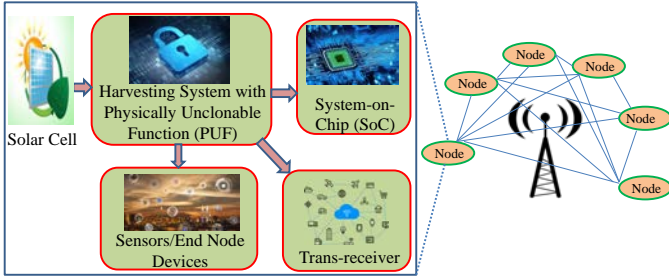 Solar Cell
Harvesting System with
Physically Unclonable
Function (PUF)
System-on-
Chip (SoC)
Sensors/End Node
Devices
Trans-receiver
Node
Node
Node
Node
Node
Node